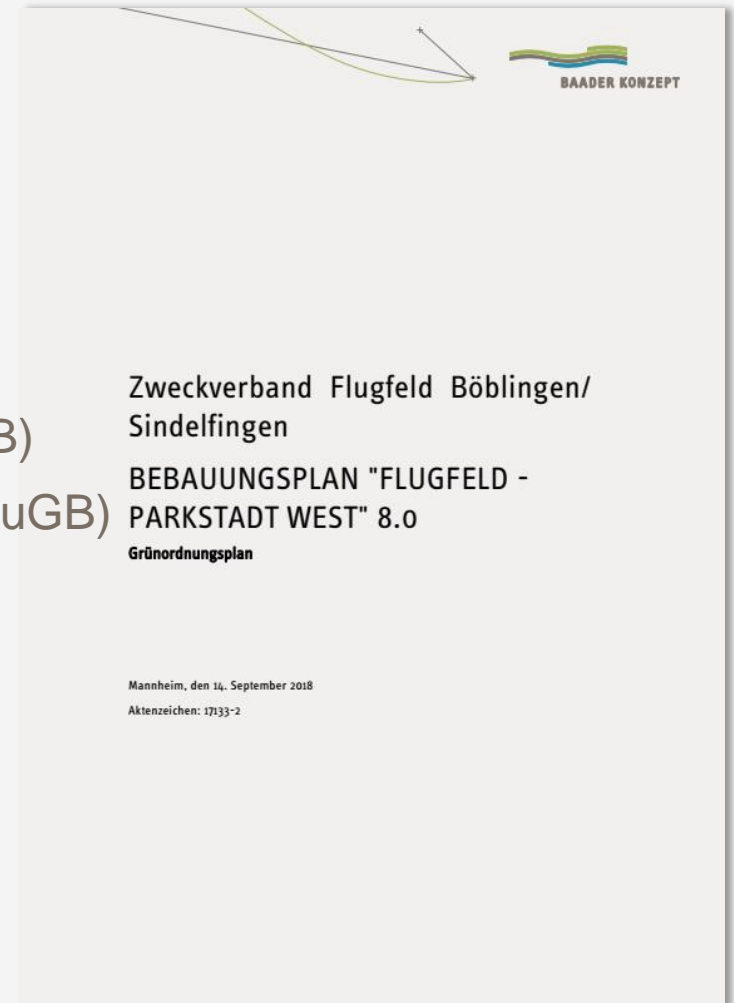 BAADER KONZEPT
Zweckverband Flugfeld Böblingen/
Sindelfingen
B)
uGB)
BEBAUUNGSPLAN "FLUGFELD -
PARKSTADT WEST" 8.0
Grünordnungsplan
Mannheim, den 14. September 2018
Aktenzeichen: 17133-2